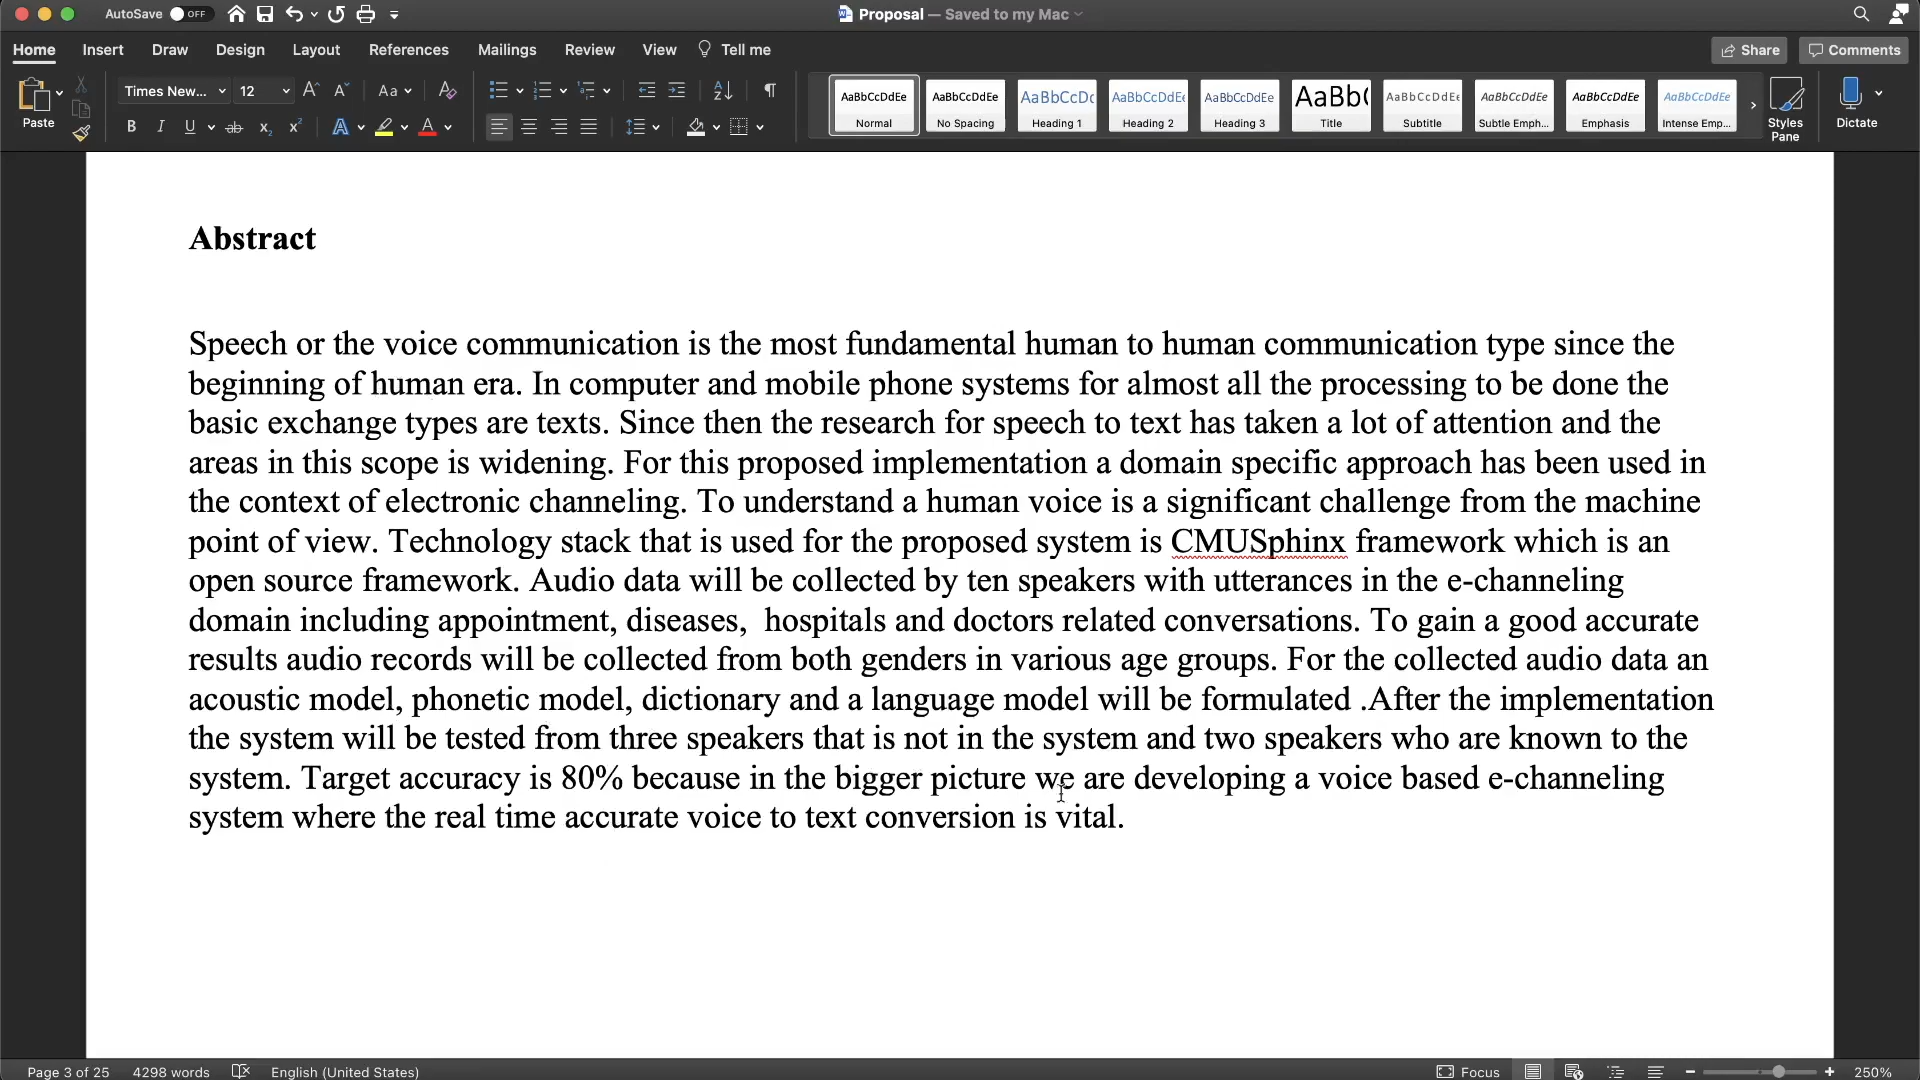 AutoSave OFF Proposal — Saved to my Mac
Home Insert Draw Design Layout References Mailings Review View Tell me Share Comments
Paste Times New... 12 Aa
AaBbCcDdEe AaBbCcDdEe AaBbCcDc AaBbCcDdEe AaBbCcDdEe AaBb( AaBbCcDdEe AaBbCcDdEe AaBbCcDdEe AaBbCcDdEe
Normal No Spacing Heading 1 Heading 2 Heading 3 Title Subtitle Subtle Emph... Emphasis Intense Emp... Styles Pane Dictate
Abstract
Speech or the voice communication is the most fundamental human to human communication type since the
beginning of human era. In computer and mobile phone systems for almost all the processing to be done the
basic exchange types are texts. Since then the research for speech to text has taken a lot of attention and the
areas in this scope is widening. For this proposed implementation a domain specific approach has been used in
the context of electronic channeling. To understand a human voice is a significant challenge from the machine
point of view. Technology stack that is used for the proposed system is CMUSphinx framework which is an
open source framework. Audio data will be collected by ten speakers with utterances in the e-channeling
domain including appointment, diseases,  hospitals and doctors related conversations. To gain a good accurate
results audio records will be collected from both genders in various age groups. For the collected audio data an
acoustic model, phonetic model, dictionary and a language model will be formulated .After the implementation
the system will be tested from three speakers that is not in the system and two speakers who are known to the
system. Target accuracy is 80% because in the bigger picture we are developing a voice based e-channeling
system where the real time accurate voice to text conversion is vital.
Page 3 of 25 4298 words English (United States) Focus 250%